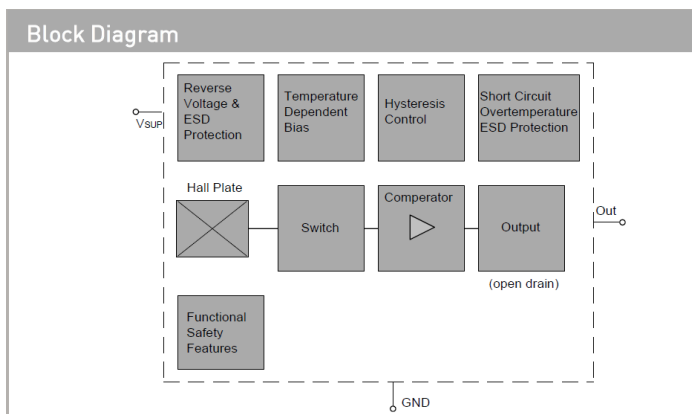 Block Diagram
Reverse
Voltage &
ESD
Protection
Temperature
Dependent
Bias
Hysteresis
Control
Short Circuit
Overtemperature
ESD Protection
VSUP
Hall Plate
Switch
Comperator
Output
Out
(open drain)
Functional
Safety
Features
GND